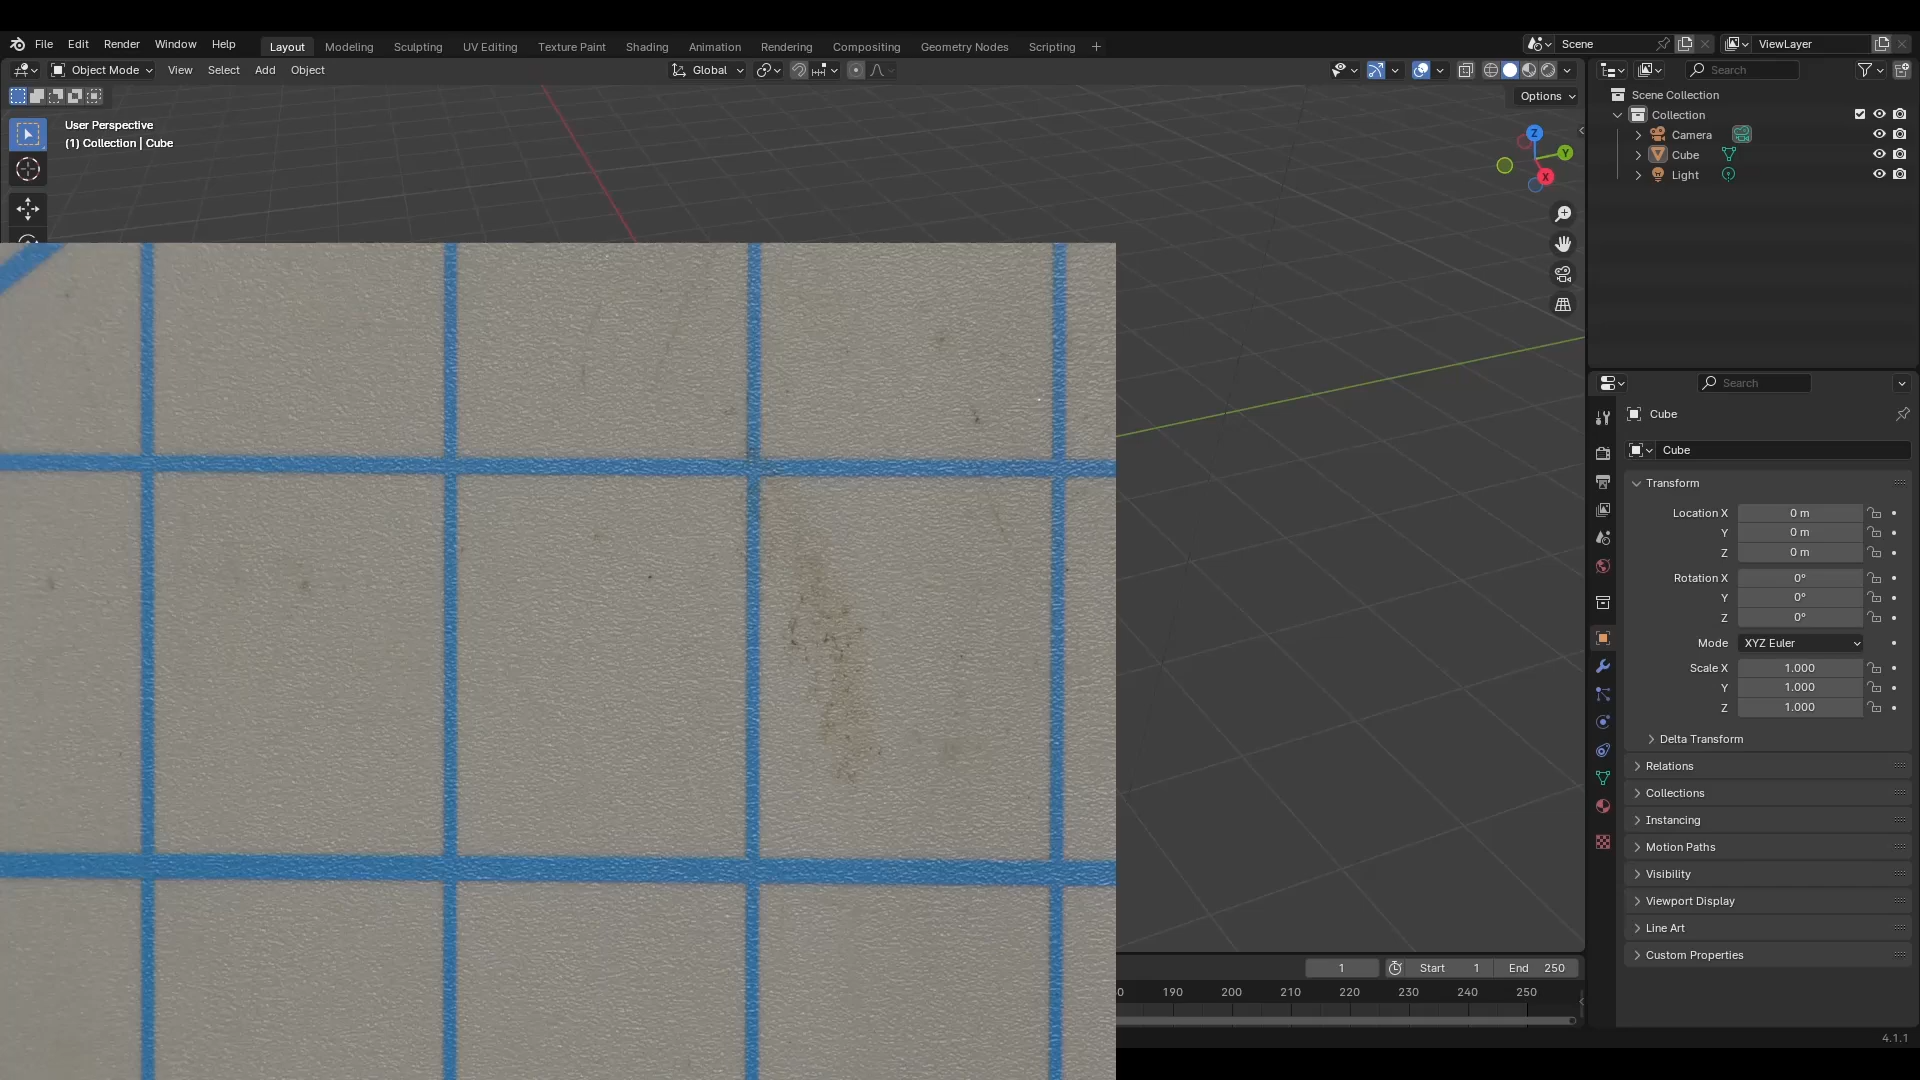 File Edit Render Window Help Layout Modeling Sculpting UV Editing Texture Paint Shading Animation Rendering Compositing Geometry Nodes Scripting + Scene ViewLayer
Object Mode View Select Add Object Global Search
Options
User Perspective
(1) Collection | Cube
Z
Y
X
Scene Collection
Collection
Camera
Cube
Light
Search
Cube
Cube
Transform
Location X 0 m
Y 0 m
Z 0 m
Rotation X 0°
Y 0°
Z 0°
Mode XYZ Euler
Scale X 1.000
Y 1.000
Z 1.000
Delta Transform
Relations
Collections
Instancing
Motion Paths
Visibility
Viewport Display
Line Art
Custom Properties
1 Start 1 End 250
190 200 210 220 230 240 250
4.1.1